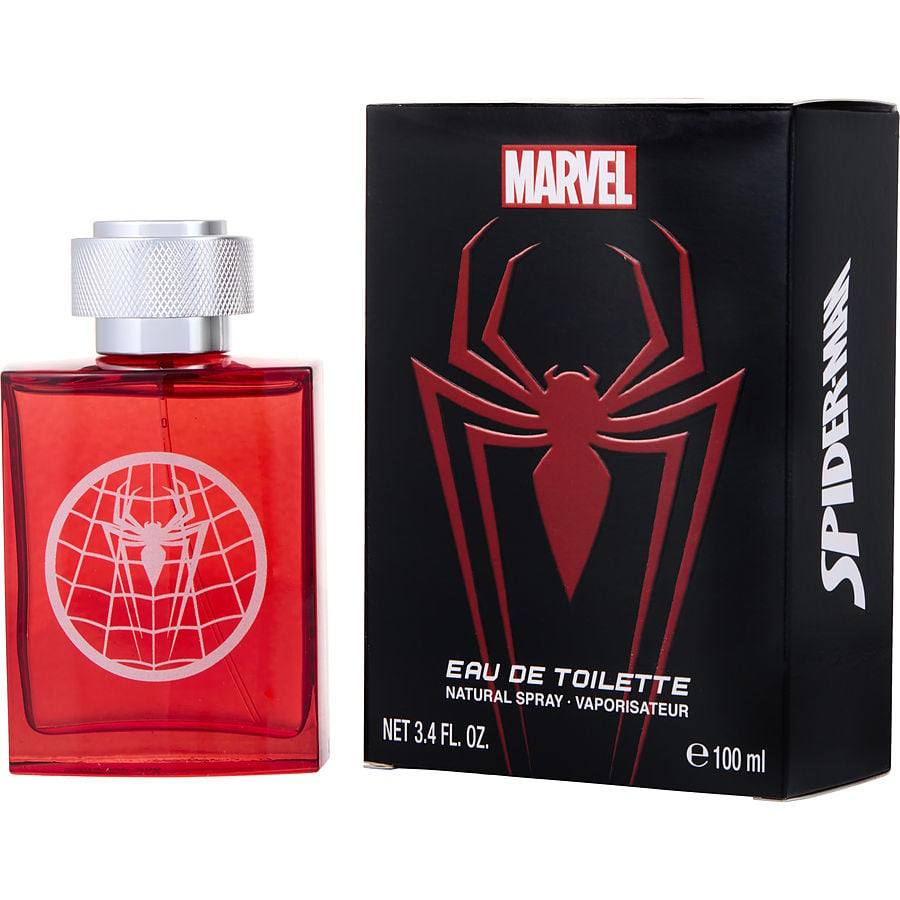 MARVEL
EAU DE TOILETTE
NATURAL SPRAY · VAPORISATEUR
NET 3.4 FL. OZ.
℮ 100 ml
SPIDER-MAN